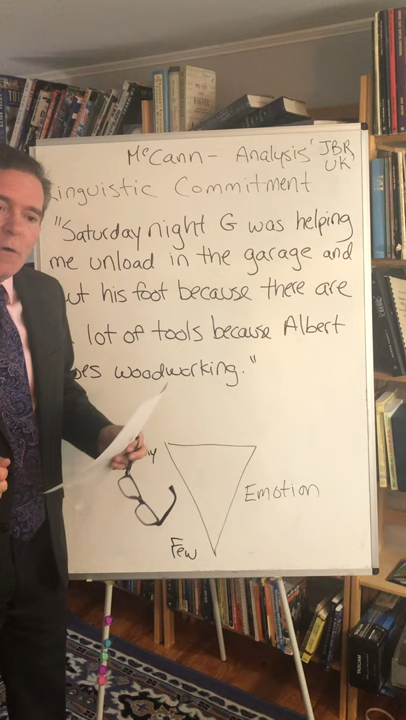 McCann - Analysis' JBR,
UK
inguistic Commitment
"Saturday night G was helping
me unload in the garage and
ut his foot because there are
lot of tools because Albert
oes woodworking."
y
Emotion
Few